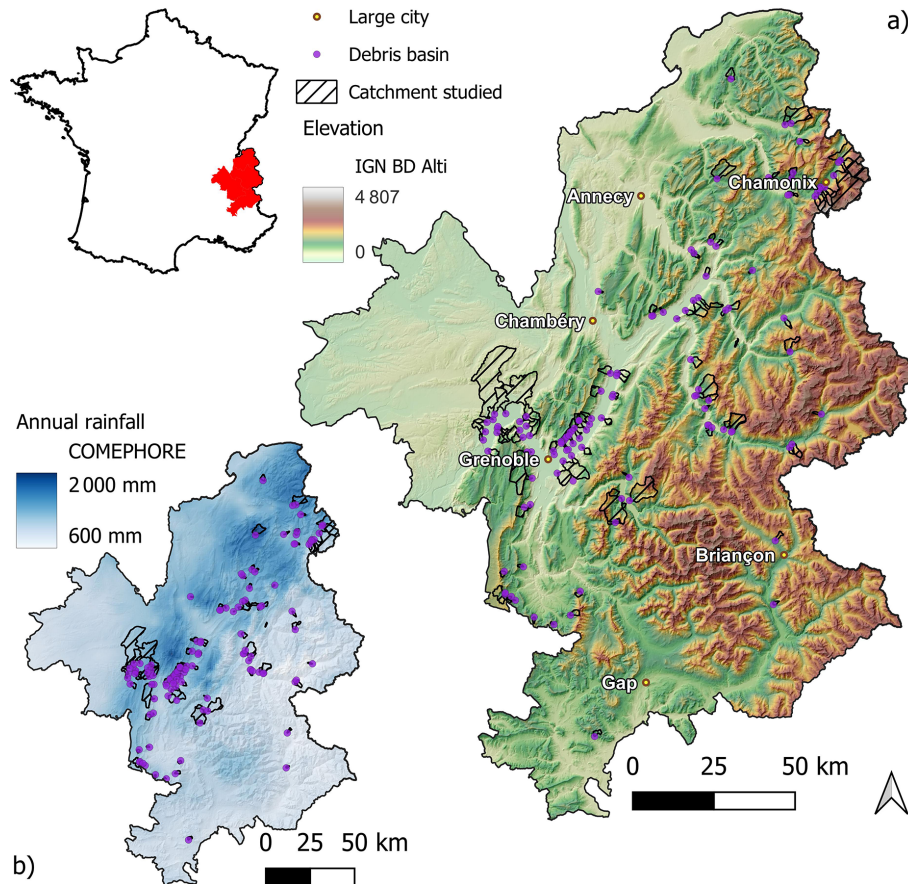 a)
Large city
Debris basin
Catchment studied
Elevation
IGN BD Alti
4 807
0
Chamonix
Annecy
Chambéry
Grenoble
Briançon
Gap
0 25 50 km
Annual rainfall
COMEPHORE
2 000 mm
600 mm
0 25 50 km
b)